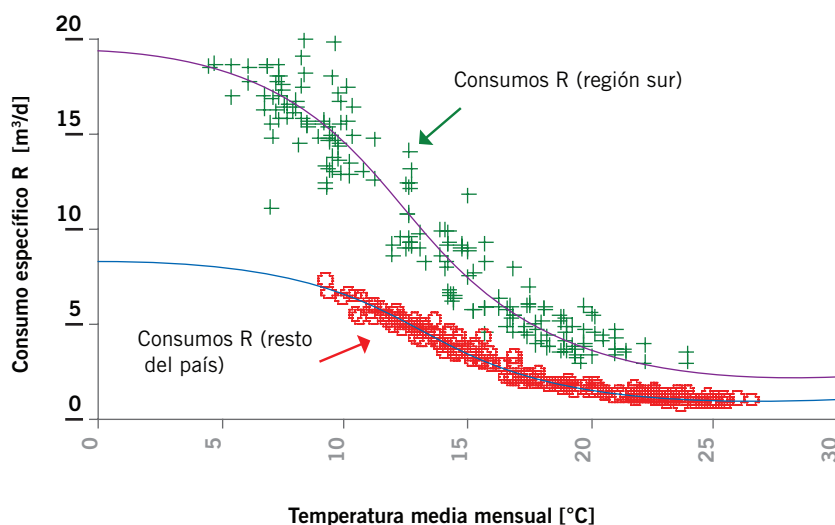 Consumo específico R [m³/d]
20
15
10
5
0
Consumos R (región sur)
Consumos R (resto
del país)
0
5
10
15
20
25
30
Temperatura media mensual [°C]